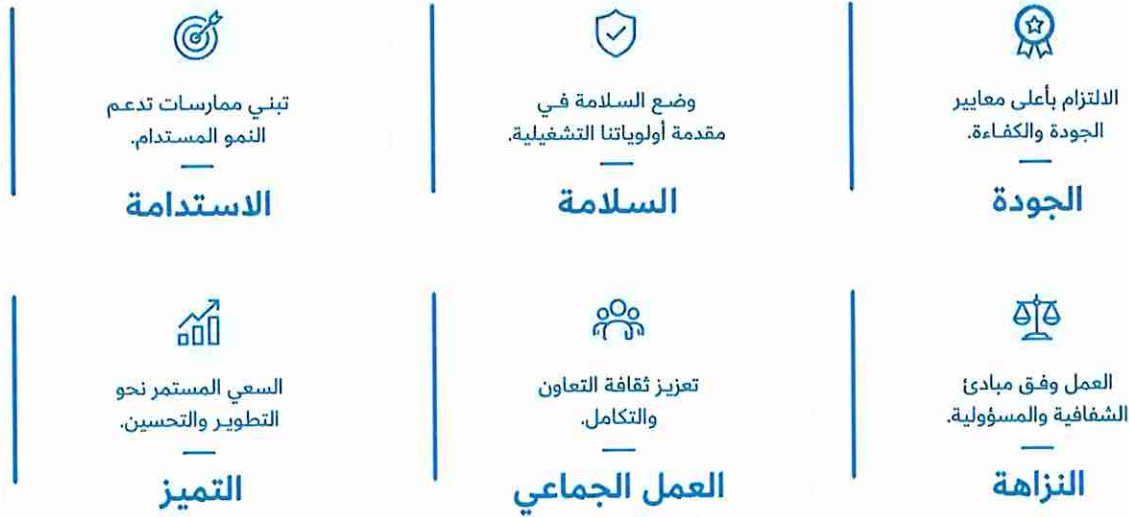 الالتزام بأعلى معايير
الجودة والكفاءة.
الجودة
وضع السلامة في
مقدمة أولوياتنا التشغيلية.
السلامة
تبني ممارسات تدعم
النمو المستدام.
الاستدامة
العمل وفق مبادئ
الشفافية والمسؤولية.
النزاهة
تعزيز ثقافة التعاون
والتكامل.
العمل الجماعي
السعي المستمر نحو
التطوير والتحسين.
التميز